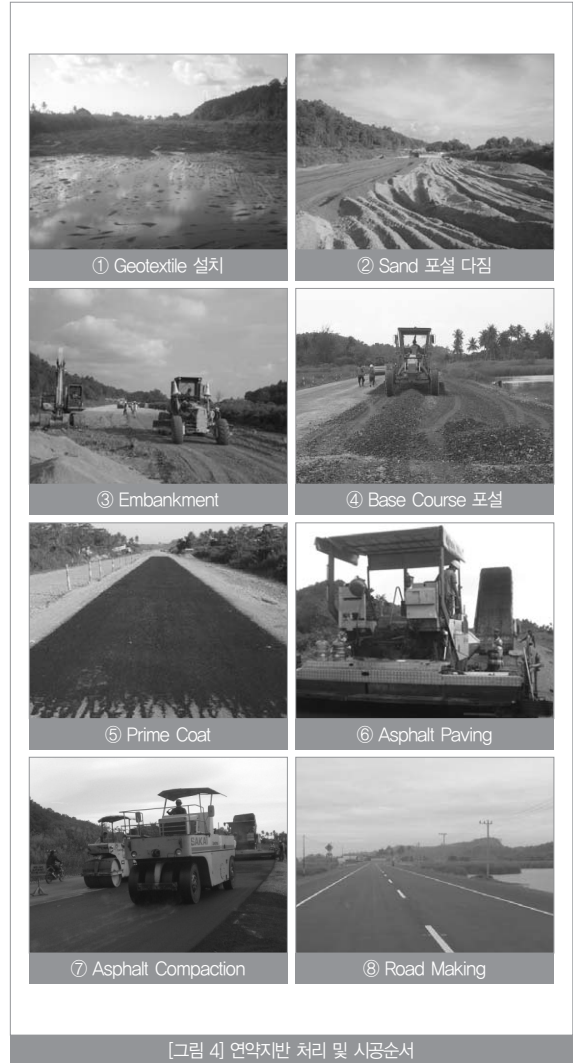 ① Geotextile 설치
② Sand 포설 다짐
③ Embankment
④ Base Course 포설
⑤ Prime Coat
⑥ Asphalt Paving
SAKAI
⑦ Asphalt Compaction
⑧ Road Making
[그림 4] 연약지반 처리 및 시공순서